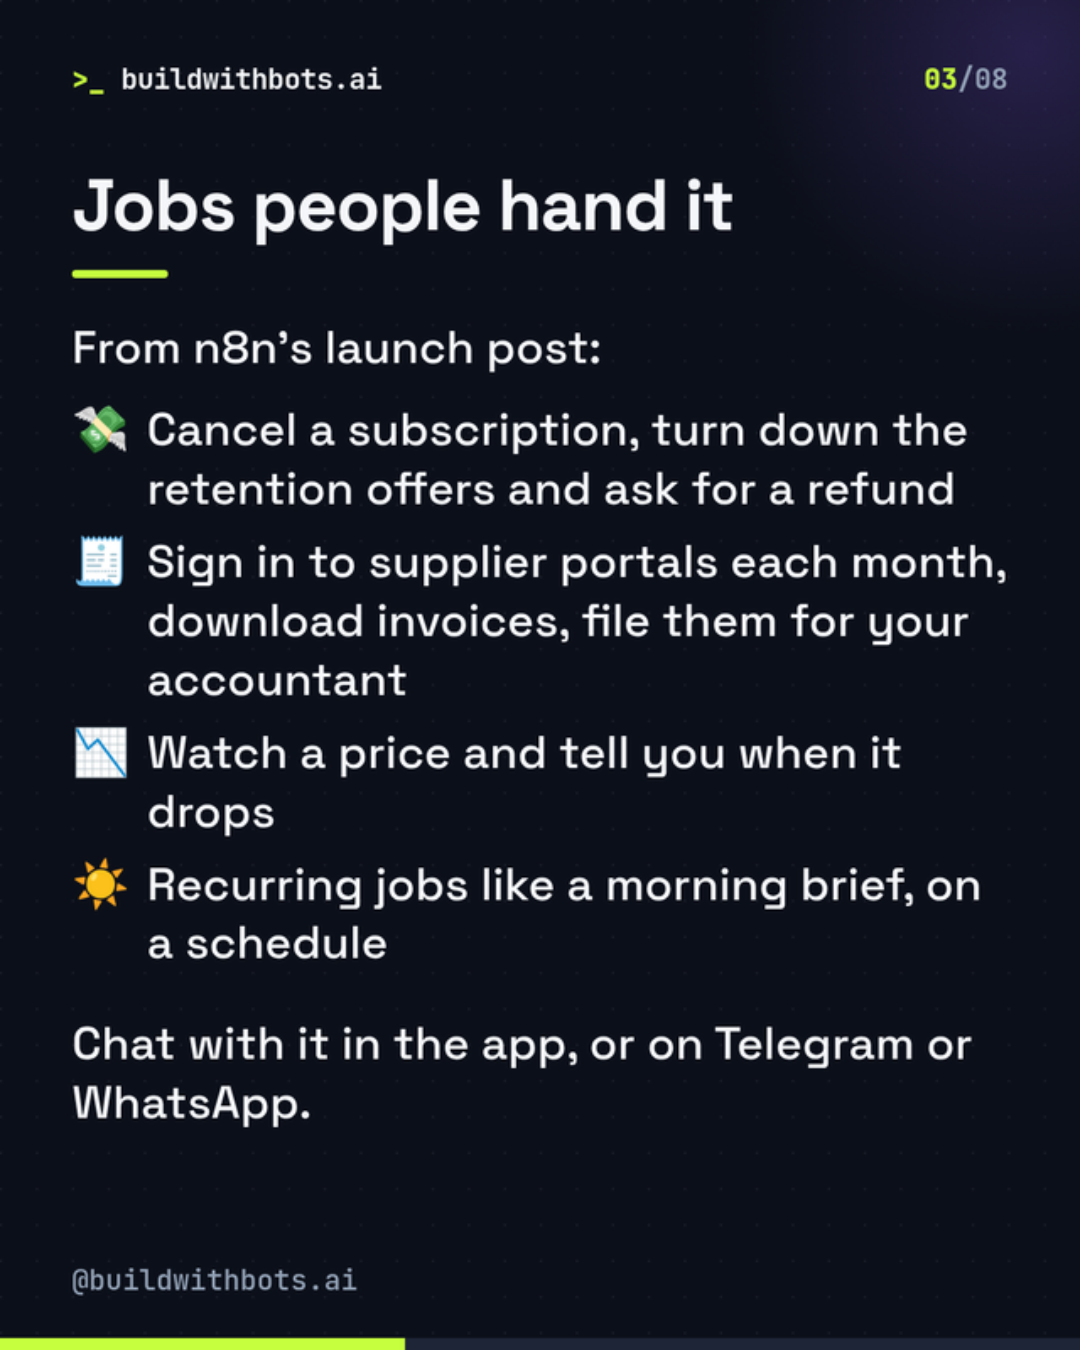 >_ buildwithbots.ai
03/08
Jobs people hand it
From n8n’s launch post:
💸 Cancel a subscription, turn down the
retention offers and ask for a refund
🧾 Sign in to supplier portals each month,
download invoices, file them for your
accountant
📉 Watch a price and tell you when it
drops
☀️ Recurring jobs like a morning brief, on
a schedule
Chat with it in the app, or on Telegram or
WhatsApp.
@buildwithbots.ai